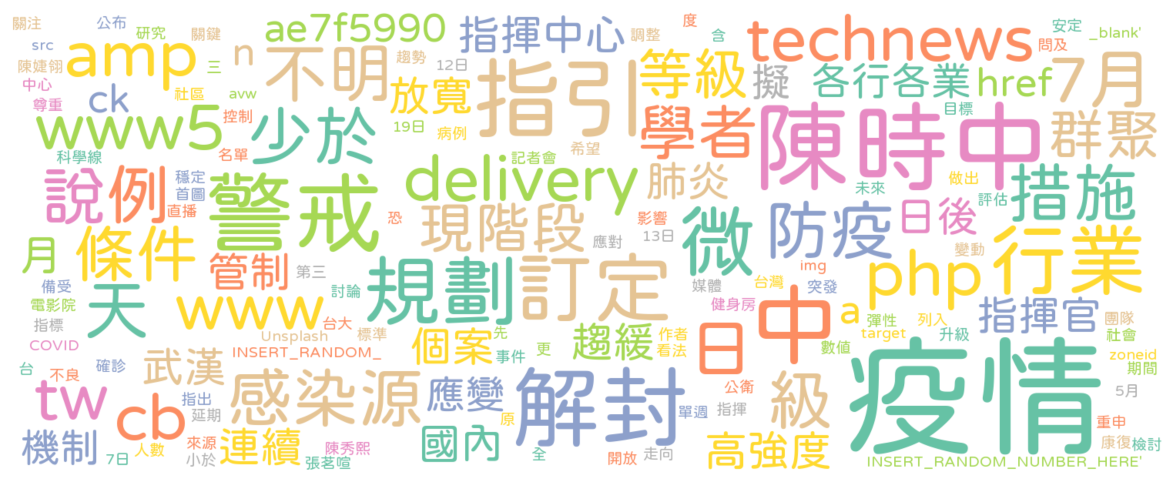 關注 公布 研究 關鍵 ae7f5990 指揮中心 調整 度 含 安定 _blank'
src amp n 不明 趨勢 12日 technews 問及
陳婕翎 三 指引 等級 擬 各行各業 href 7月
中心 ck 社區 avw 放寬 目標
尊重 www5 控制 少於 19日 病例 學者 陳時中 群聚
科學線 名單 記者會 希望
說 例 穩定 delivery 肺炎 未來 做出 措施
首圖 警戒 評估
直播 恐 現階段 影響 微 防疫 日後
月 條件 應對 13日 變動 行業
管制 第三 媒體 台灣 img php
備受 天 規劃 訂定 突發
電影院 www 討論 日 中 健身房 a 指揮官
指標 台大 彈性 列入 團隊
Unsplash 標準 個案 先 趨緩 作者 target 升級 社會
COVID INSERT_RANDOM_ 事件 更 看法 數值 疫情 zoneid
台 不良 確診 武漢 期間
tw 指出 感染源 應變 解封 公衛 級 5月
cb 延期 原 單週 指揮 重申
機制 人數 來源 連續 陳秀熙 國內 全 開放 走向 高強度 康復 檢討
7日 小於 張茗喧 INSERT_RANDOM_NUMBER_HERE'